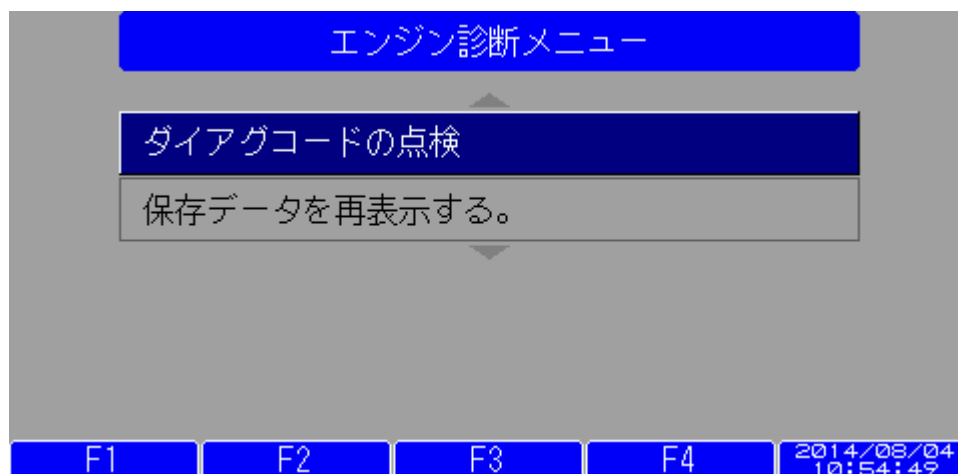 エンジン診断メニュー
ダイアグコードの点検
保存データを再表示する。
F1 F2 F3 F4 2014/08/04
10:54:49